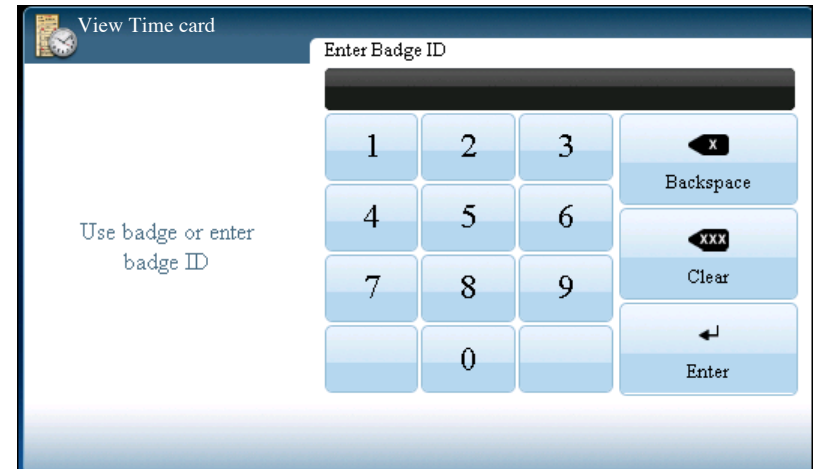 View Time card
Enter Badge ID
1 2 3
X
Backspace
4 5 6
Use badge or enter
badge ID
XXX
Clear
7 8 9
0
Enter